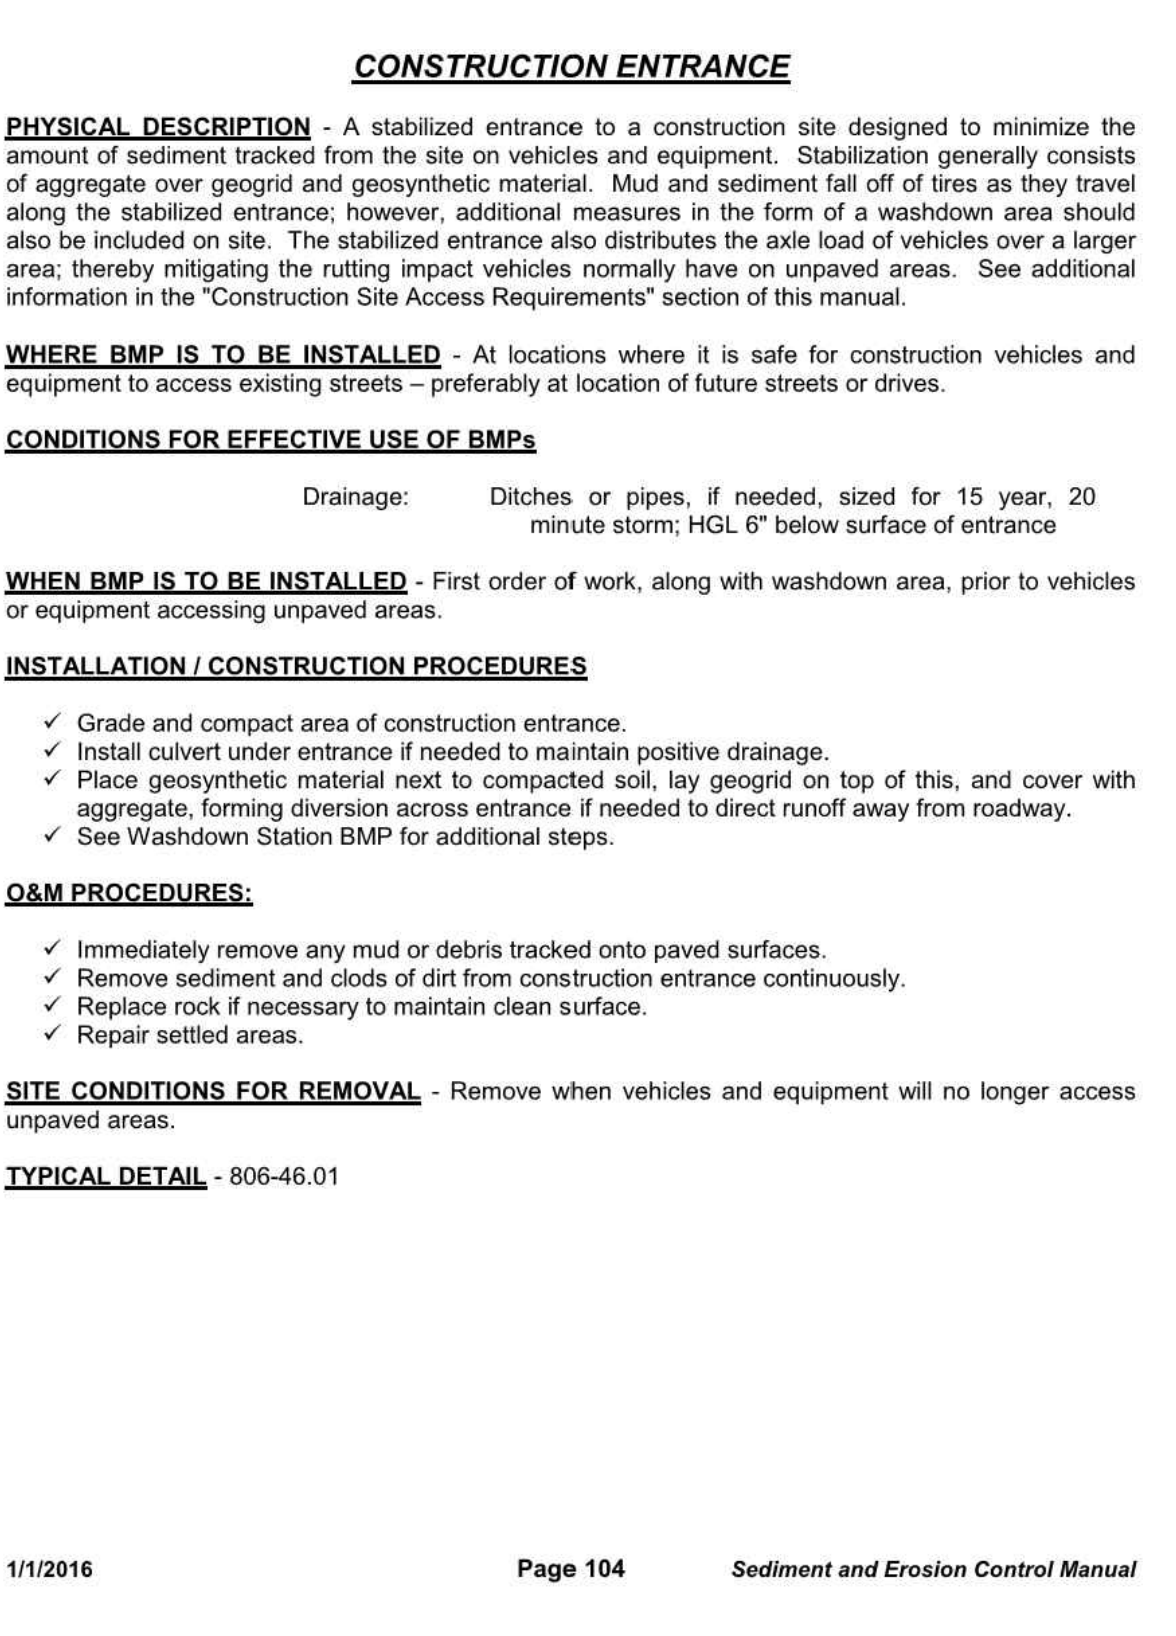 CONSTRUCTION ENTRANCE
PHYSICAL DESCRIPTION - A stabilized entrance to a construction site designed to minimize the
amount of sediment tracked from the site on vehicles and equipment. Stabilization generally consists
of aggregate over geogrid and geosynthetic material. Mud and sediment fall off of tires as they travel
along the stabilized entrance; however, additional measures in the form of a washdown area should
also be included on site. The stabilized entrance also distributes the axle load of vehicles over a larger
area; thereby mitigating the rutting impact vehicles normally have on unpaved areas. See additional
information in the "Construction Site Access Requirements" section of this manual.
WHERE BMP IS TO BE INSTALLED - At locations where it is safe for construction vehicles and
equipment to access existing streets – preferably at location of future streets or drives.
CONDITIONS FOR EFFECTIVE USE OF BMPs
Drainage: Ditches or pipes, if needed, sized for 15 year, 20
minute storm; HGL 6" below surface of entrance
WHEN BMP IS TO BE INSTALLED - First order of work, along with washdown area, prior to vehicles
or equipment accessing unpaved areas.
INSTALLATION / CONSTRUCTION PROCEDURES
✓ Grade and compact area of construction entrance.
✓ Install culvert under entrance if needed to maintain positive drainage.
✓ Place geosynthetic material next to compacted soil, lay geogrid on top of this, and cover with
aggregate, forming diversion across entrance if needed to direct runoff away from roadway.
✓ See Washdown Station BMP for additional steps.
O&M PROCEDURES:
✓ Immediately remove any mud or debris tracked onto paved surfaces.
✓ Remove sediment and clods of dirt from construction entrance continuously.
✓ Replace rock if necessary to maintain clean surface.
✓ Repair settled areas.
SITE CONDITIONS FOR REMOVAL - Remove when vehicles and equipment will no longer access
unpaved areas.
TYPICAL DETAIL - 806-46.01
1/1/2016 Page 104 Sediment and Erosion Control Manual